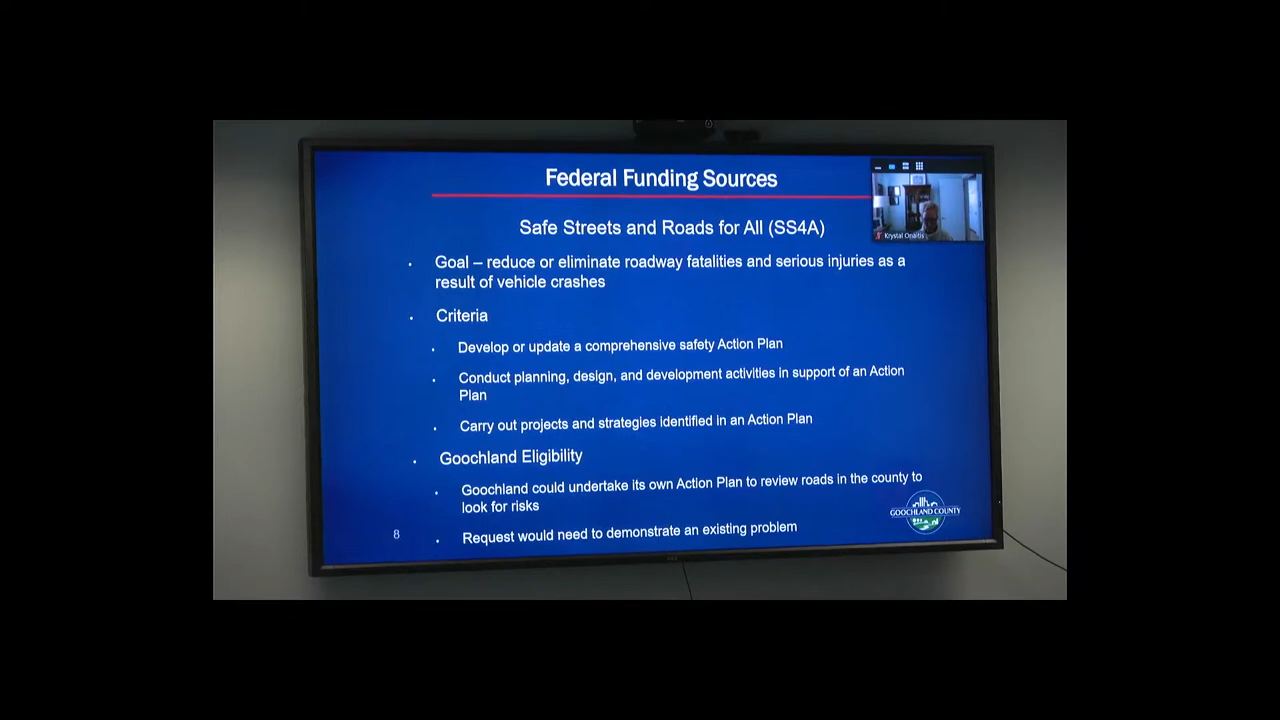 Federal Funding Sources
Safe Streets and Roads for All (SS4A)
Krystal Onaitis
· Goal – reduce or eliminate roadway fatalities and serious injuries as a
result of vehicle crashes
· Criteria
· Develop or update a comprehensive safety Action Plan
· Conduct planning, design, and development activities in support of an Action
Plan
· Carry out projects and strategies identified in an Action Plan
· Goochland Eligibility
· Goochland could undertake its own Action Plan to review roads in the county to
look for risks
GOOCHLAND COUNTY
· Request would need to demonstrate an existing problem
8